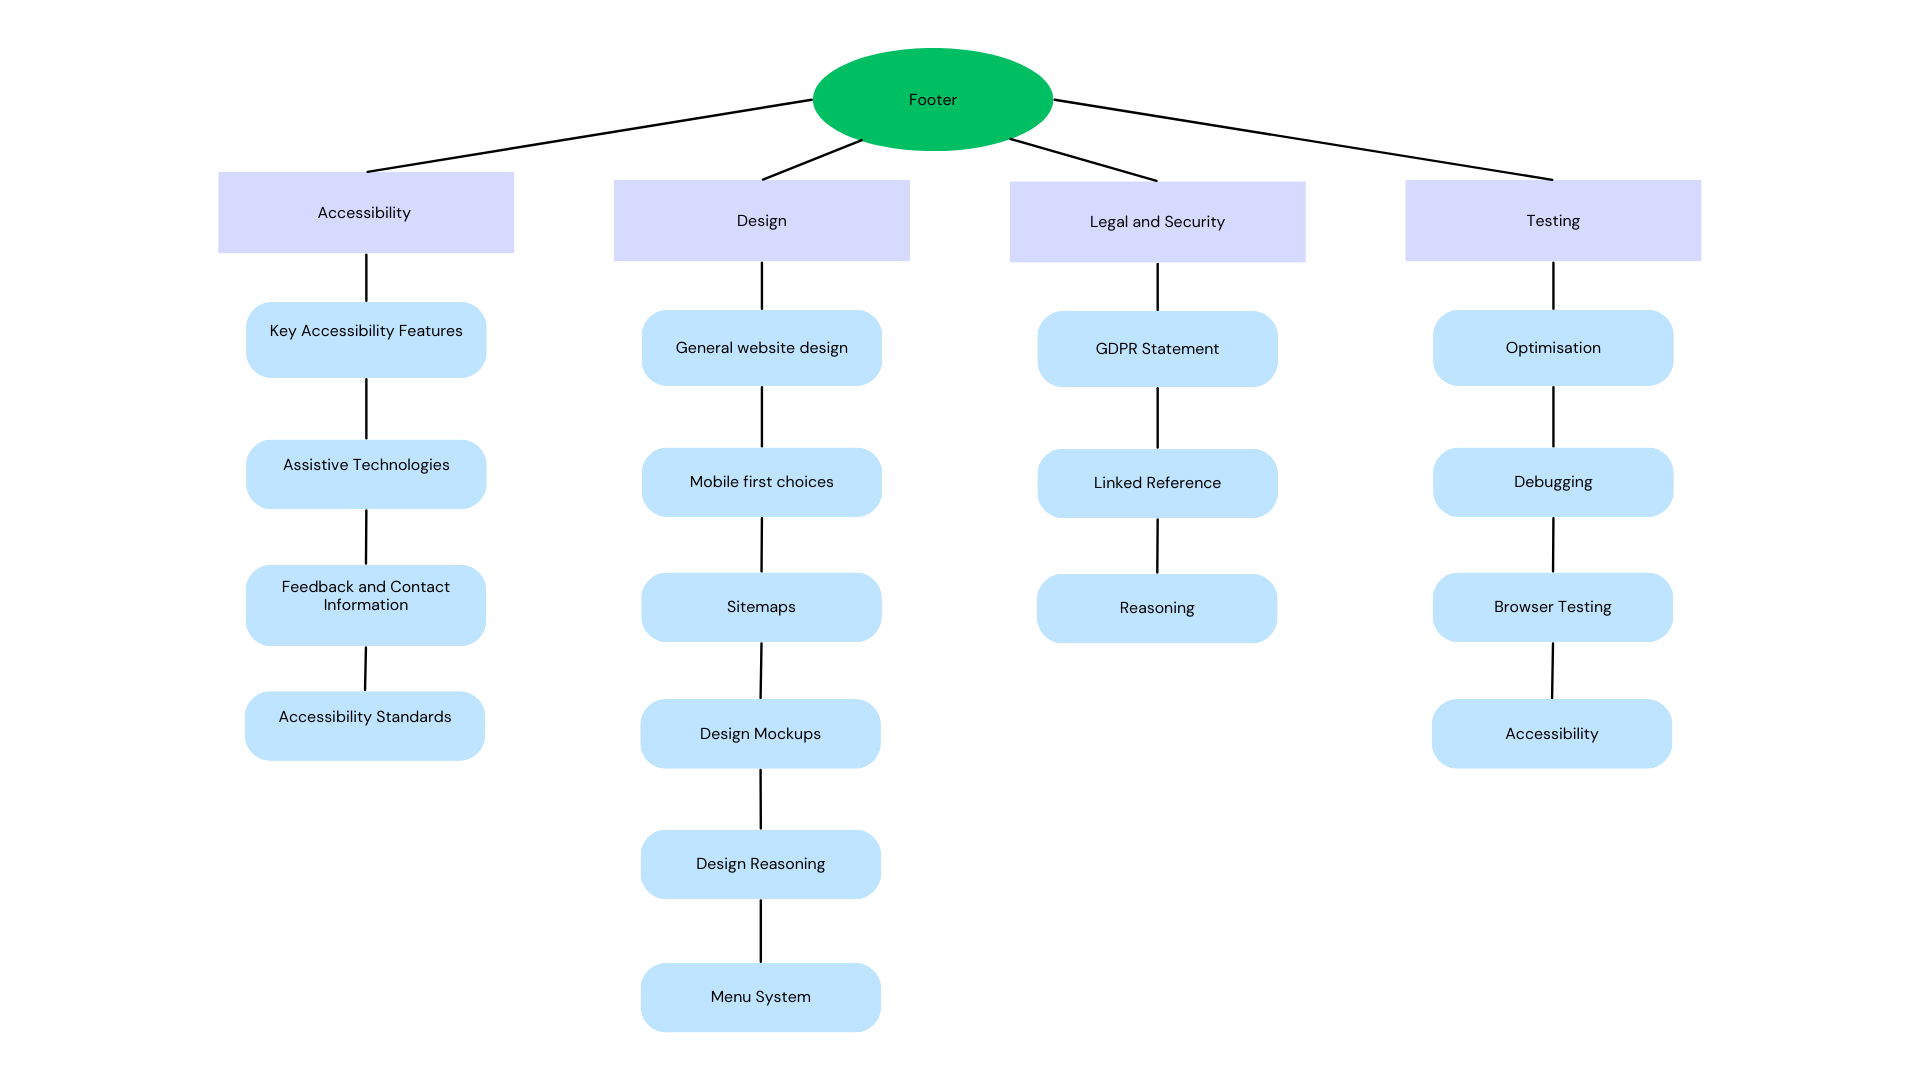 Footer
Accessibility
Key Accessibility Features
Assistive Technologies
Feedback and Contact
Information
Accessibility Standards
Design
General website design
Mobile first choices
Sitemaps
Design Mockups
Design Reasoning
Menu System
Legal and Security
GDPR Statement
Linked Reference
Reasoning
Testing
Optimisation
Debugging
Browser Testing
Accessibility